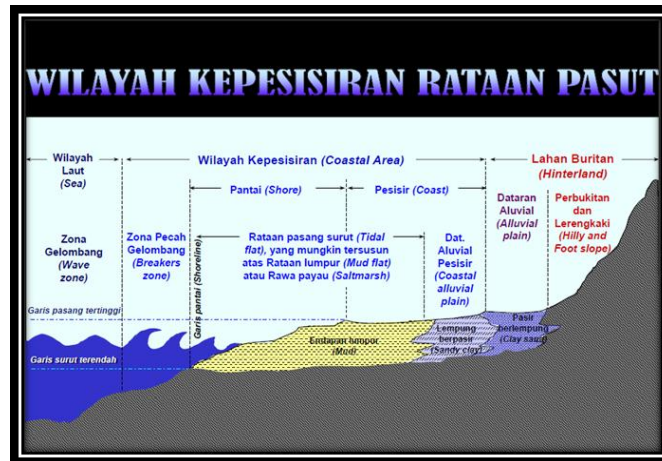 WILAYAH KEPESISIRAN RATAAN PASUT
Wilayah
Laut
(Sea)
Wilayah Kepesisiran (Coastal Area)
Lahan Buritan
(Hinterland)
Pantai (Shore)
Pesisir (Coast)
Zona
Gelombang
(Wave
zone)
Zona Pecah
Gelombang
(Breakers
zone)
Garis pantai (Shoreline)
Rataan pasang surut (Tidal
flat), yang mungkin tersusun
atas Rataan lumpur (Mud flat)
atau Rawa payau (Saltmarsh)
Dat.
Aluvial
Pesisir
(Coastal
alluvial
plain)
Dataran
Aluvial
(Alluvial
plain)
Perbukitan
dan
Lerengkaki
(Hilly and
Foot slope)
Garis pasang tertinggi
Garis surut terendah
Endapan lumpur
(Mud)
Lempung
berpasir
(Sandy clay)
Pasir
berlempung
(Clay sand)